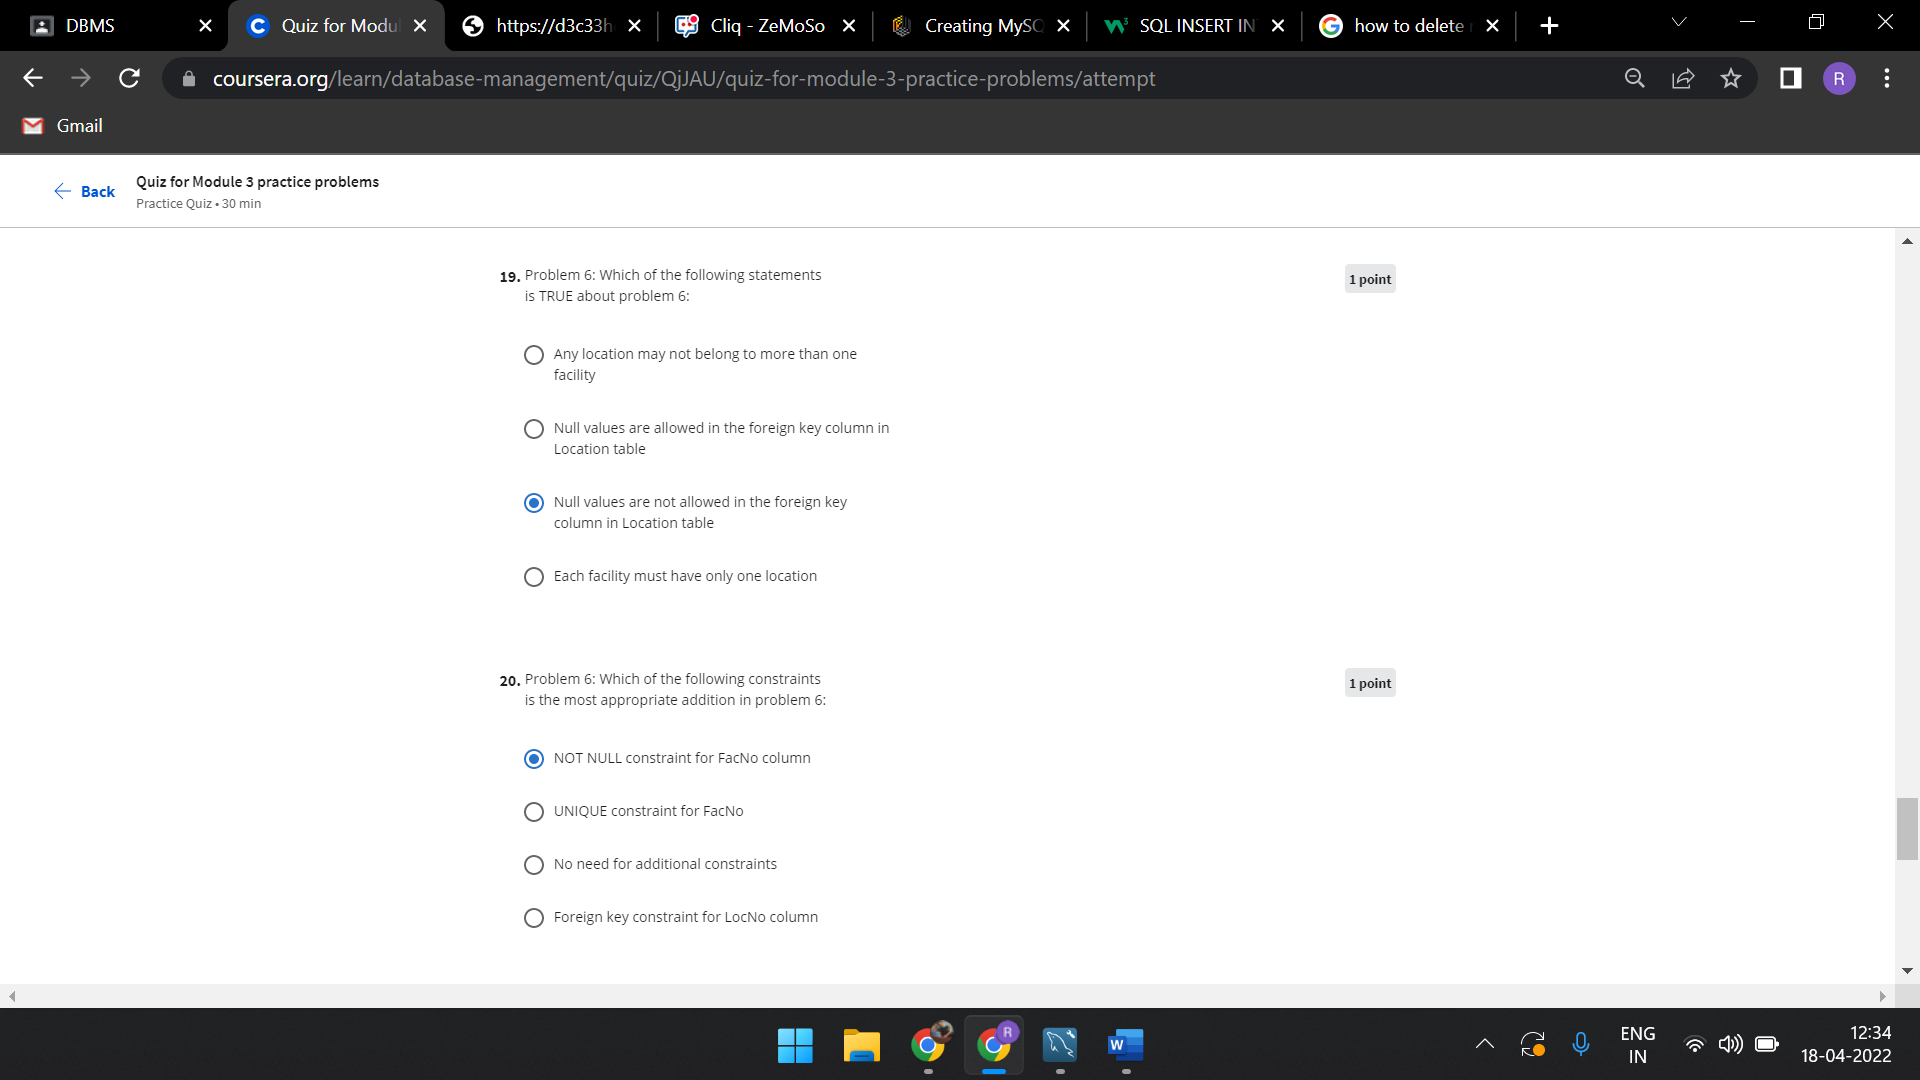 DBMS
Quiz for Modul
https://d3c33h
Cliq - ZeMoSo
Creating MySQ
SQL INSERT IN
how to delete
coursera.org/learn/database-management/quiz/QjJAU/quiz-for-module-3-practice-problems/attempt
R
Gmail
Back
Quiz for Module 3 practice problems
Practice Quiz • 30 min
19. Problem 6: Which of the following statements
is TRUE about problem 6:
1 point
Any location may not belong to more than one
facility
Null values are allowed in the foreign key column in
Location table
Null values are not allowed in the foreign key
column in Location table
Each facility must have only one location
20. Problem 6: Which of the following constraints
is the most appropriate addition in problem 6:
1 point
NOT NULL constraint for FacNo column
UNIQUE constraint for FacNo
No need for additional constraints
Foreign key constraint for LocNo column
R
W
ENG
IN
12:34
18-04-2022